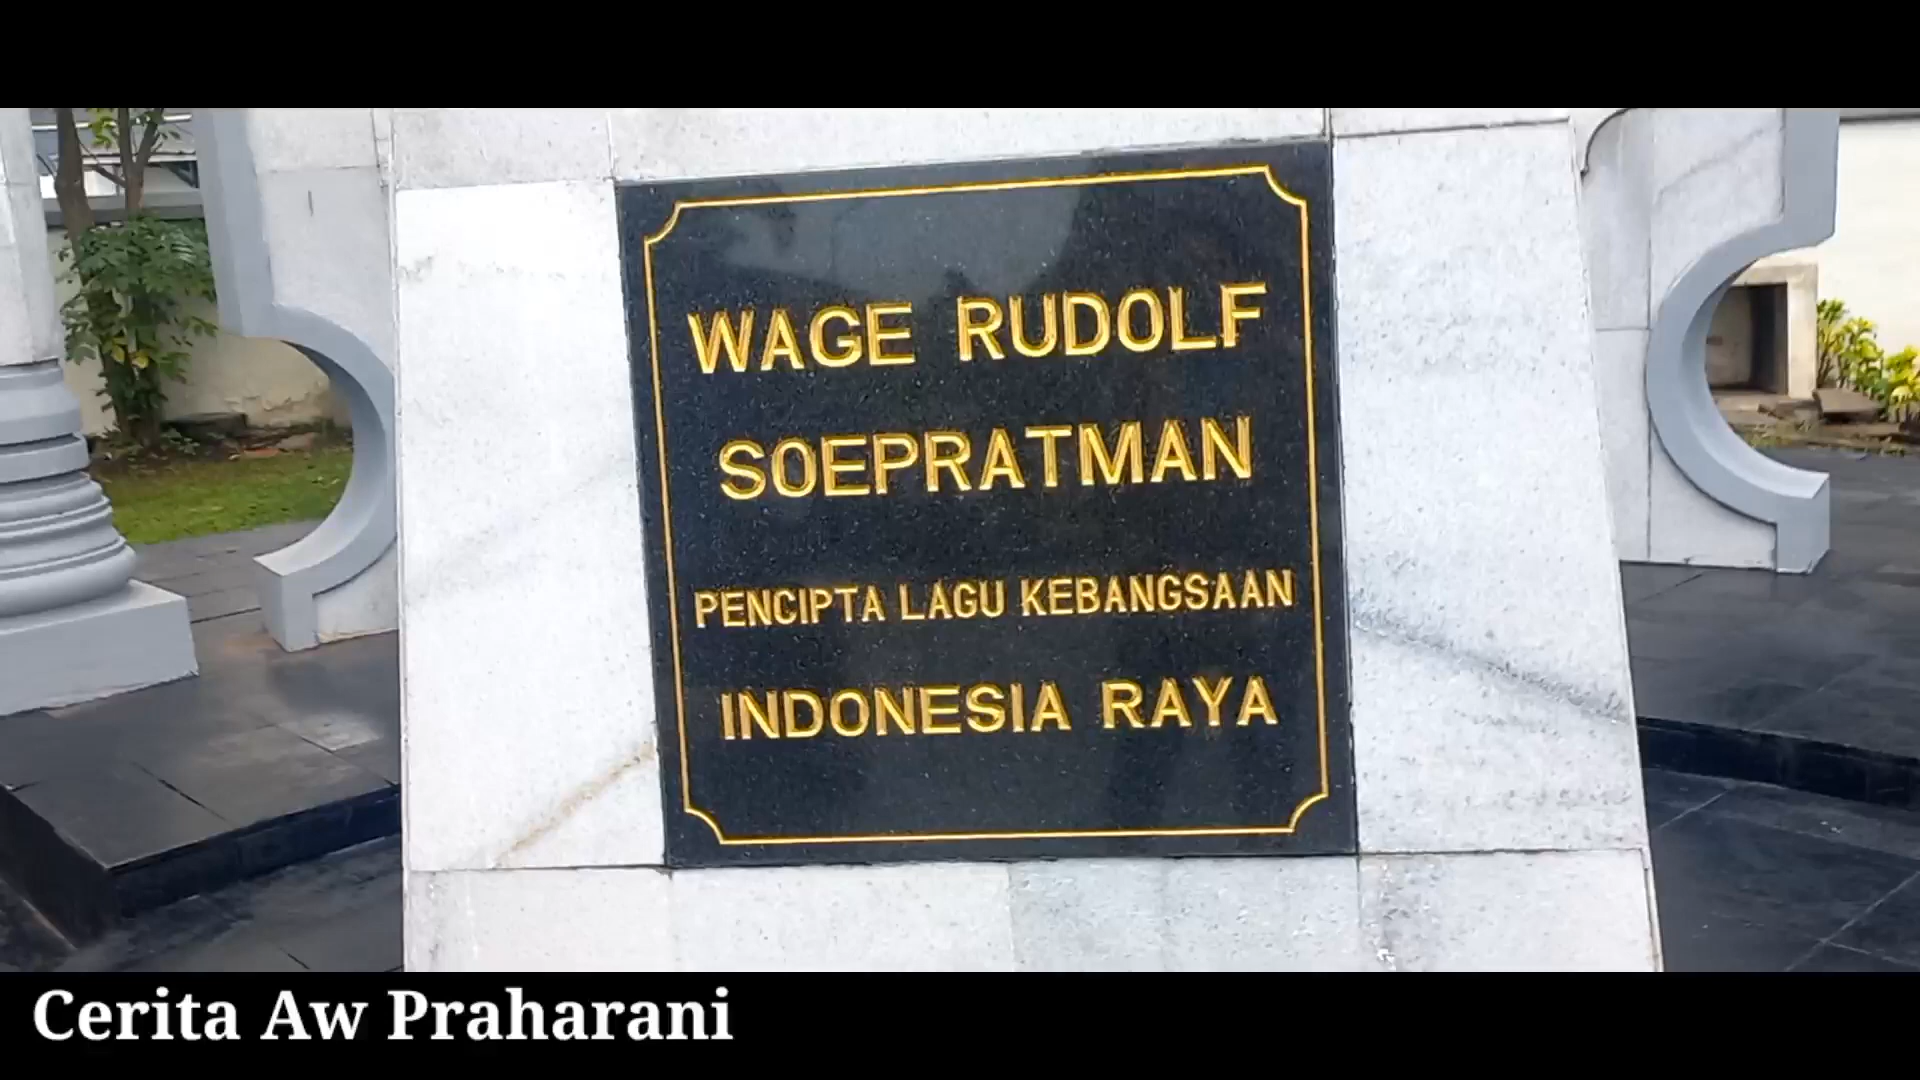 WAGE RUDOLF
SOEPRATMAN
PENCIPTA LAGU KEBANGSAAN
INDONESIA RAYA
Cerita Aw Praharani